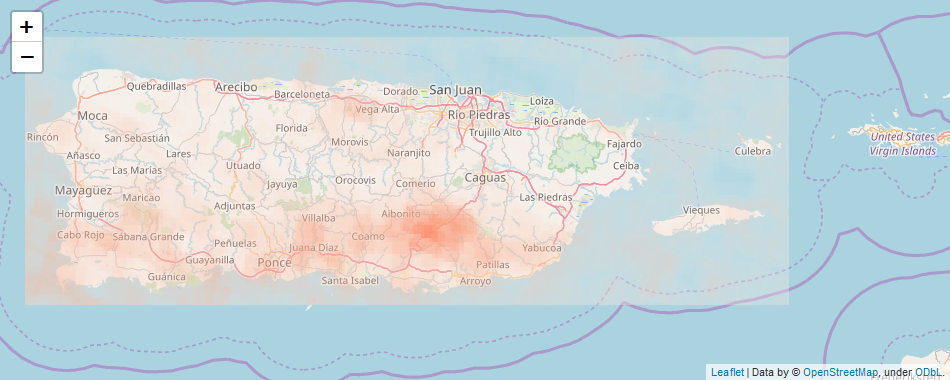 +
−
Quebradillas
Arecibo
Barceloneta
Dorado
San Juan
Loíza
Vega Alta
Río Piedras
Río Grande
Moca
Florida
Trujillo Alto
Rincón
San Sebastián
Morovis
Fajardo
Culebra
United States
Virgin Islands
Añasco
Lares
Naranjito
Utuado
Ceiba
Las Marías
Jayuya
Orocovis
Comerío
Caguas
Mayagüez
Maricao
Las Piedras
Hormigueros
Adjuntas
Villalba
Aibonito
Vieques
Cabo Rojo
Sábana Grande
Peñuelas
Juana Díaz
Coamo
Yabucoa
Guayanilla
Ponce
Patillas
Guánica
Santa Isabel
Arroyo
Leaflet | Data by © OpenStreetMap, under ODbL.